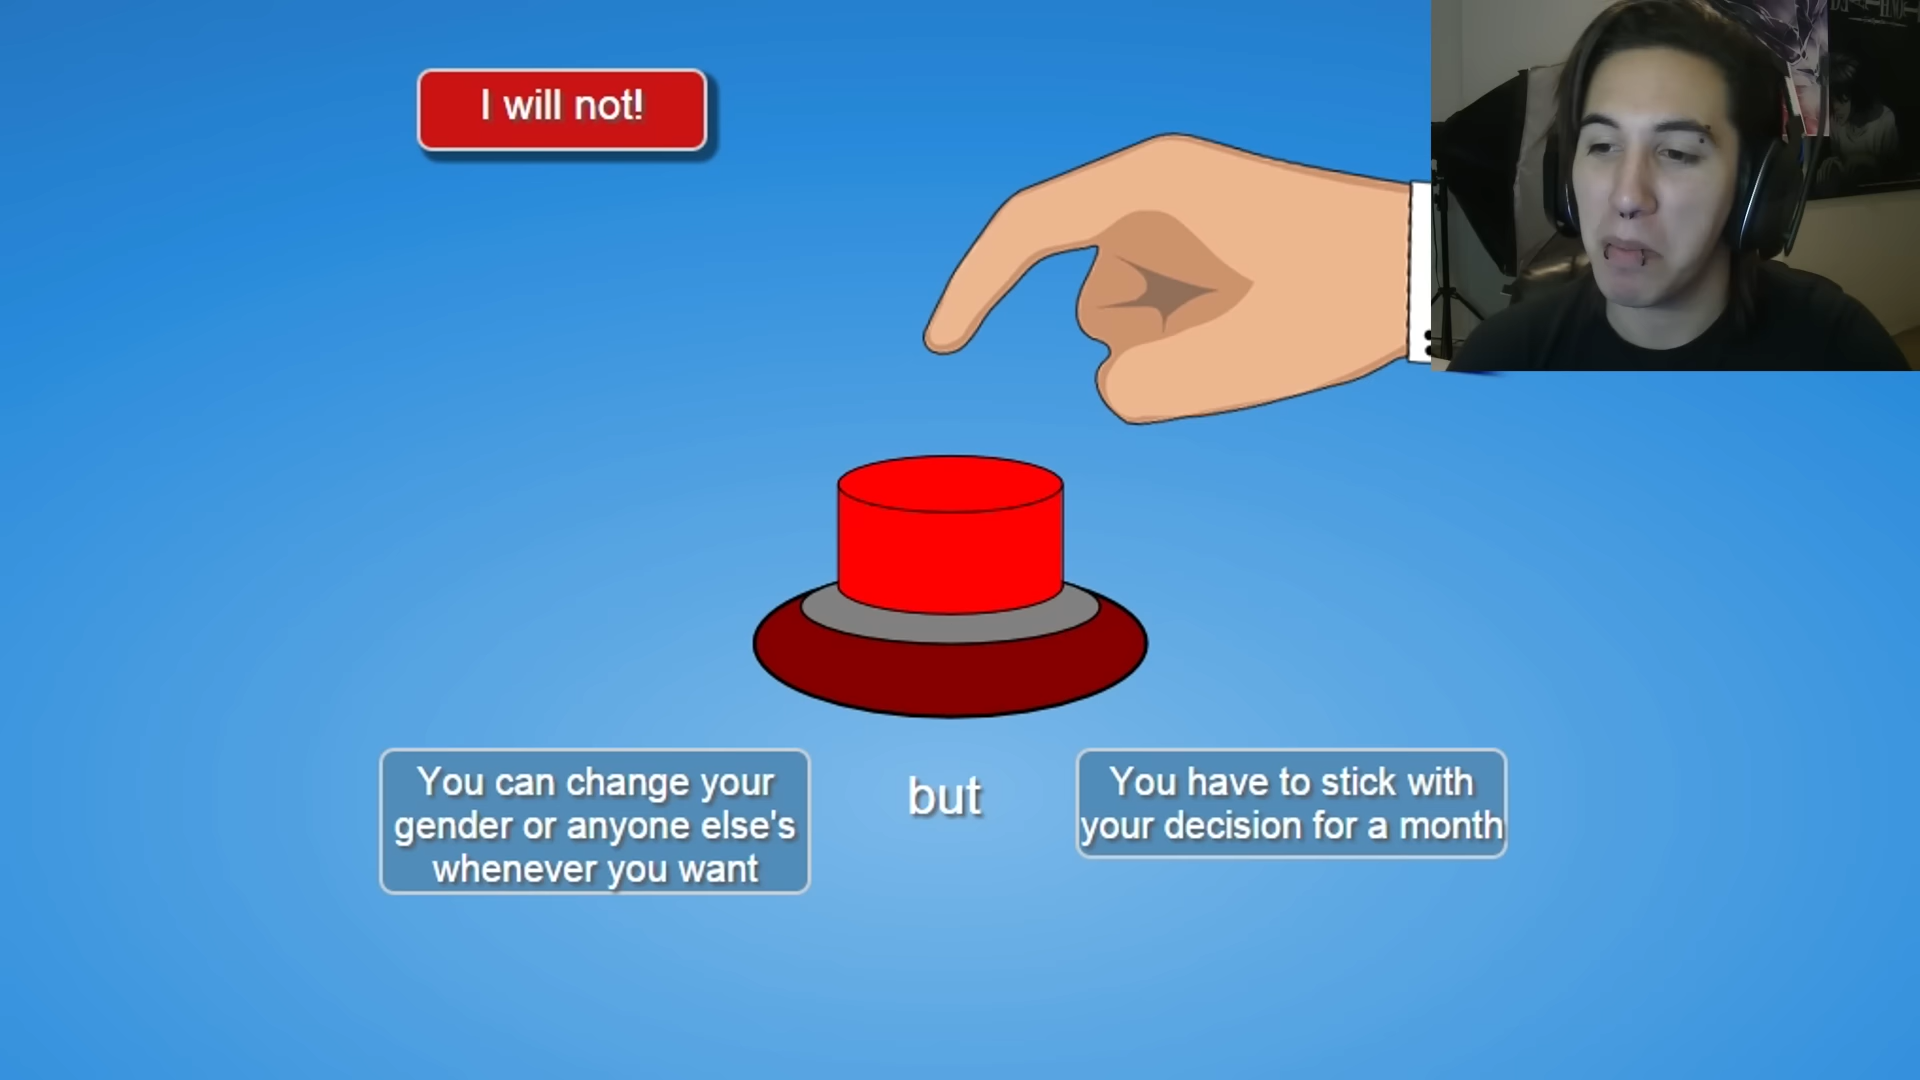 I will not!
You can change your
gender or anyone else's
whenever you want
but
You have to stick with
your decision for a month